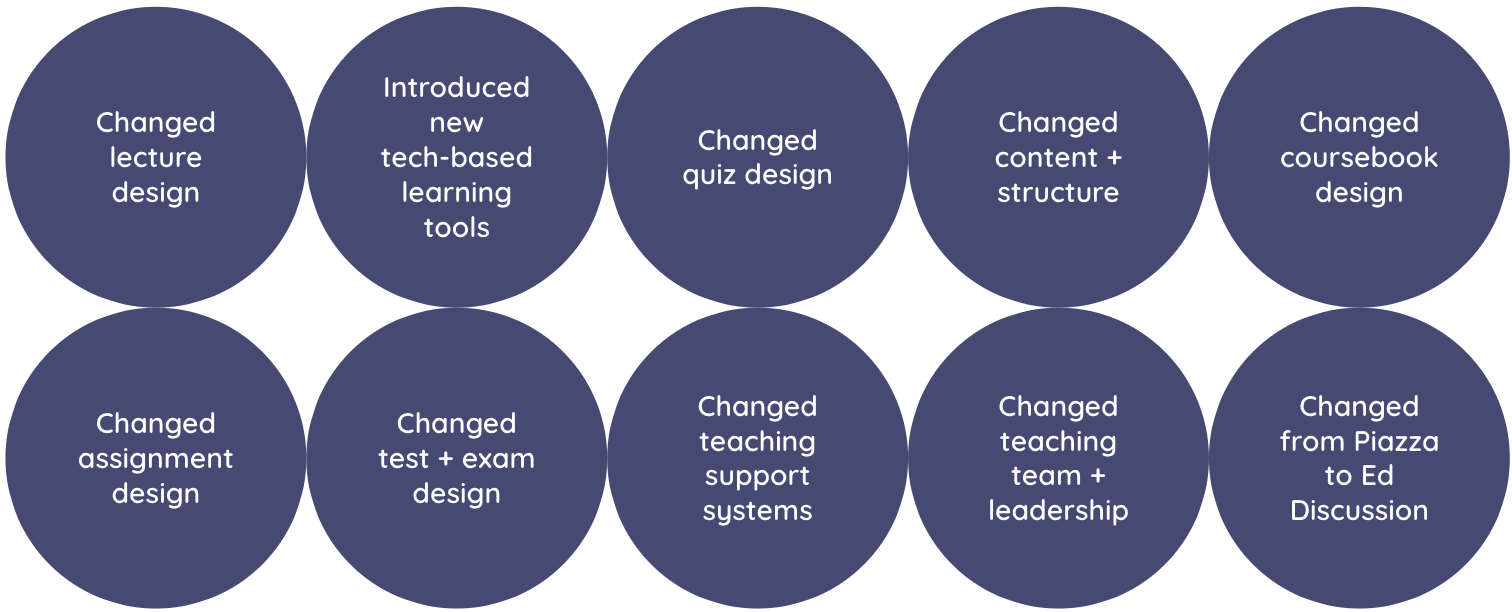 Changed
lecture
design
Introduced
new
tech-based
learning
tools
Changed
quiz design
Changed
content +
structure
Changed
coursebook
design
Changed
assignment
design
Changed
test + exam
design
Changed
teaching
support
systems
Changed
teaching
team +
leadership
Changed
from Piazza
to Ed
Discussion